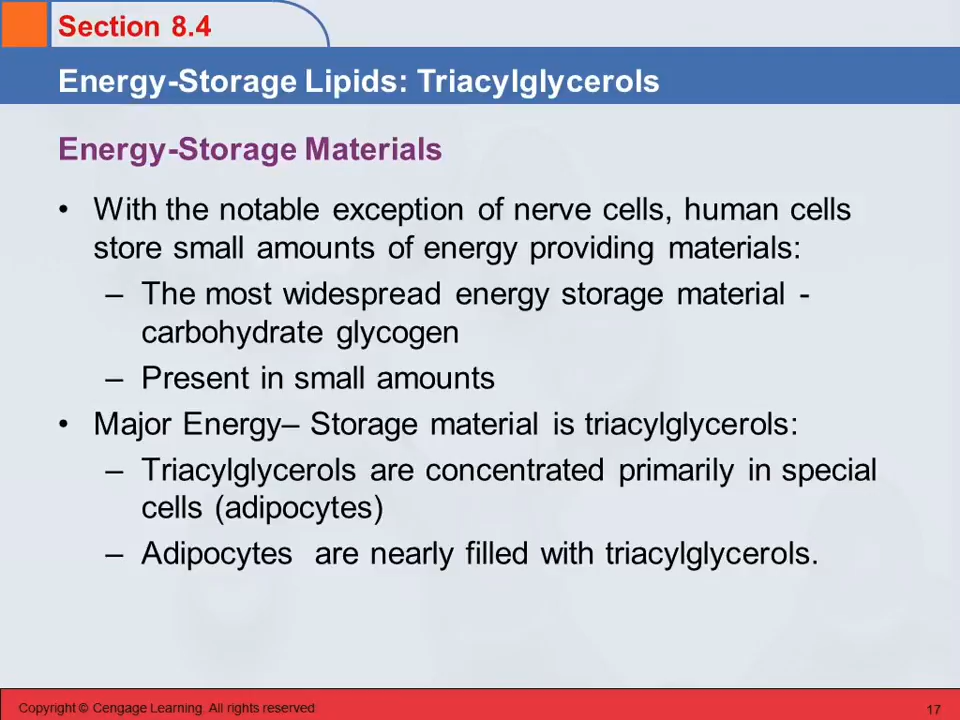 Section 8.4
Energy-Storage Lipids: Triacylglycerols
Energy-Storage Materials
• With the notable exception of nerve cells, human cells
store small amounts of energy providing materials:
– The most widespread energy storage material -
carbohydrate glycogen
– Present in small amounts
• Major Energy– Storage material is triacylglycerols:
– Triacylglycerols are concentrated primarily in special
cells (adipocytes)
– Adipocytes are nearly filled with triacylglycerols.
Copyright © Cengage Learning. All rights reserved
17